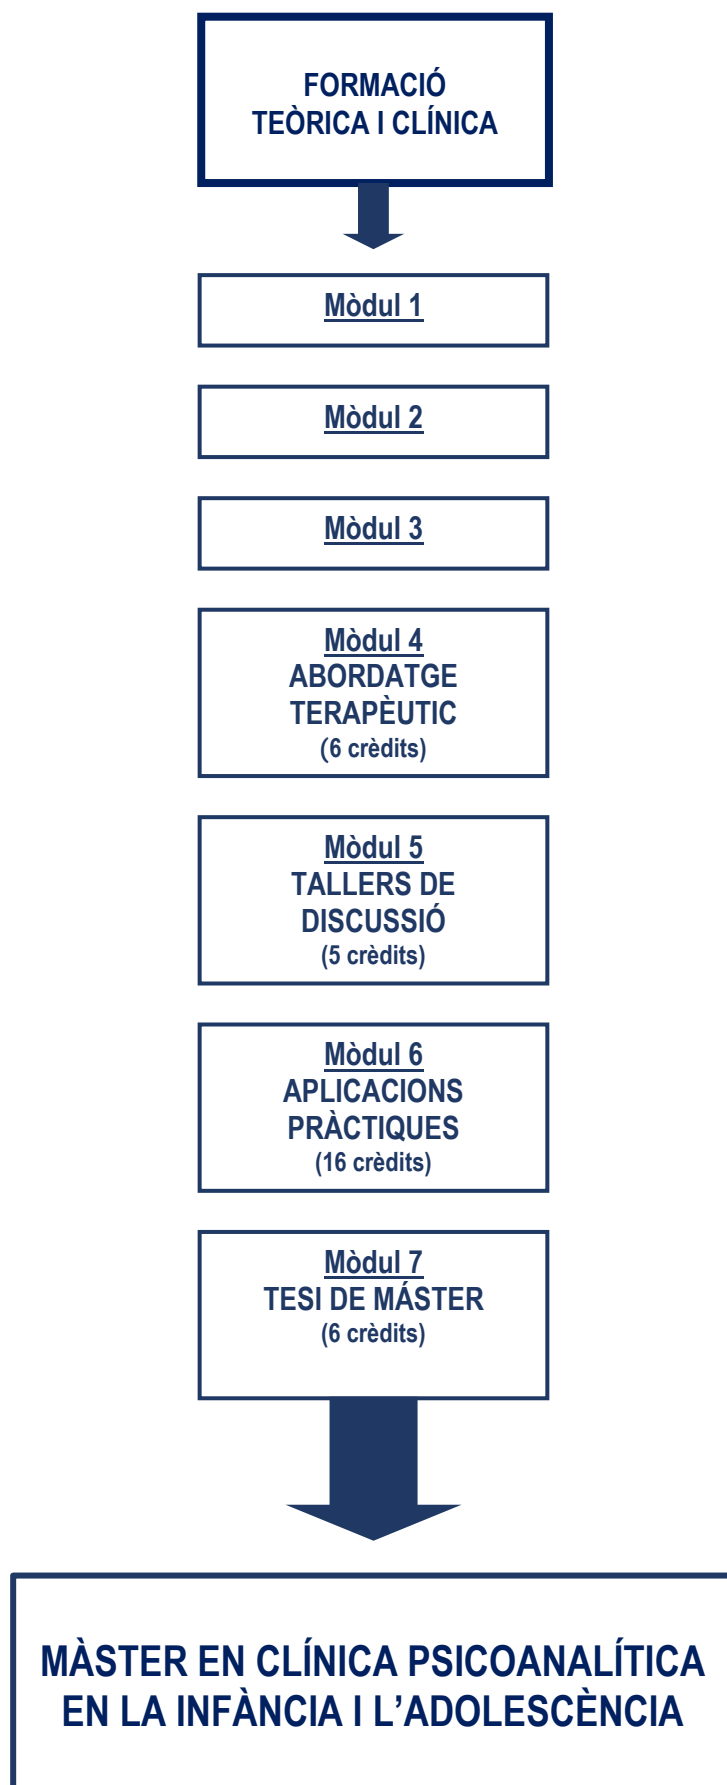 FORMACIÓ
TEÒRICA I CLÍNICA
Mòdul 1
Mòdul 2
Mòdul 3
Mòdul 4
ABORDATGE
TERAPÈUTIC
(6 crèdits)
Mòdul 5
TALLERS DE
DISCUSSIÓ
(5 crèdits)
Mòdul 6
APLICACIONS
PRÀCTIQUES
(16 crèdits)
Mòdul 7
TESI DE MÁSTER
(6 crèdits)
MÀSTER EN CLÍNICA PSICOANALÍTICA
EN LA INFÀNCIA I L’ADOLESCÈNCIA